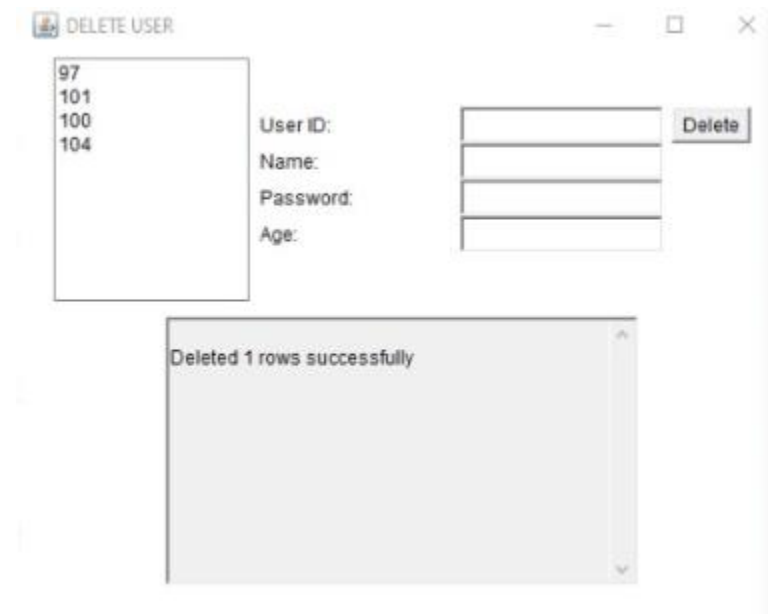 DELETE USER
97
101
100
104
User ID:
Delete
Name:
Password:
Age:
Deleted 1 rows successfully